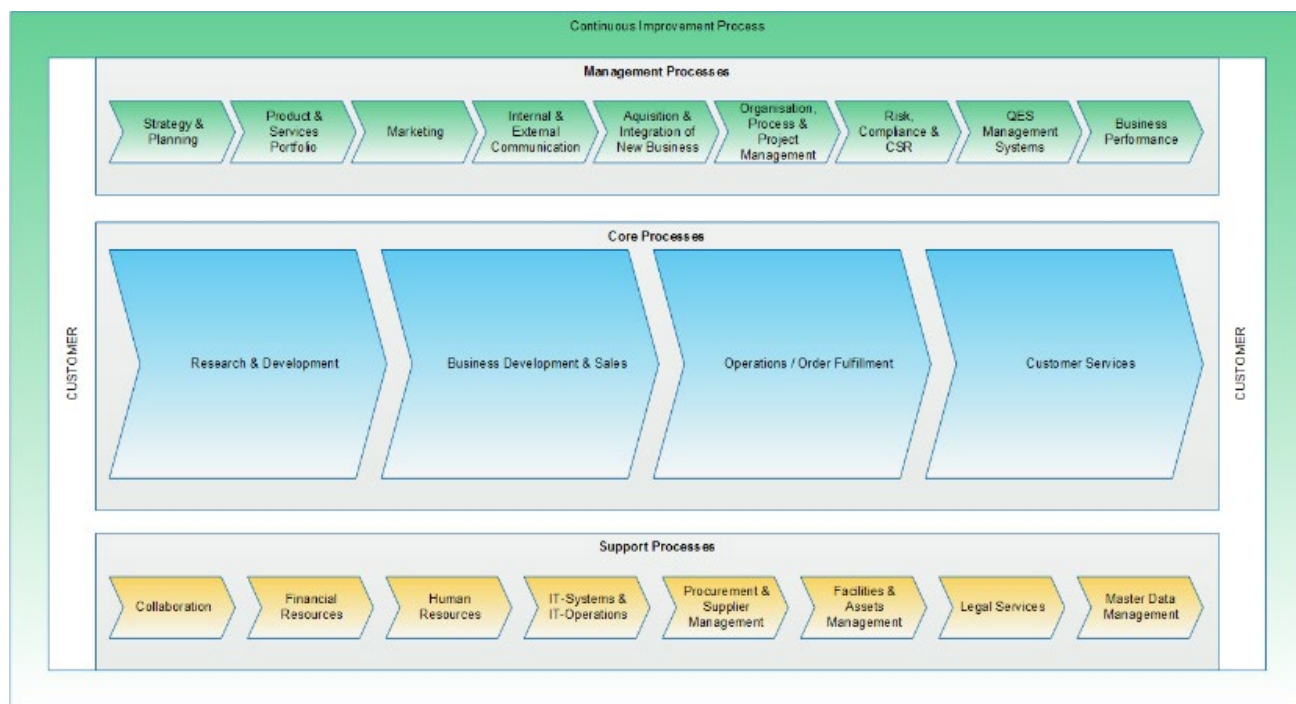 Continuous Improvement Process
Management Processes
Strategy &
Planning
Product &
Services
Portfolio
Marketing
Internal &
External
Communication
Aquisition &
Integration of
New Business
Organisation,
Process &
Project
Management
Risk,
Compliance &
CSR
QES
Management
Systems
Business
Performance
CUSTOMER
Core Processes
Research & Development
Business Development & Sales
Operations / Order Fulfillment
Customer Services
CUSTOMER
Support Processes
Collaboration
Financial
Resources
Human
Resources
IT-Systems &
IT-Operations
Procurement &
Supplier
Management
Facilities &
Assets
Management
Legal Services
Master Data
Management